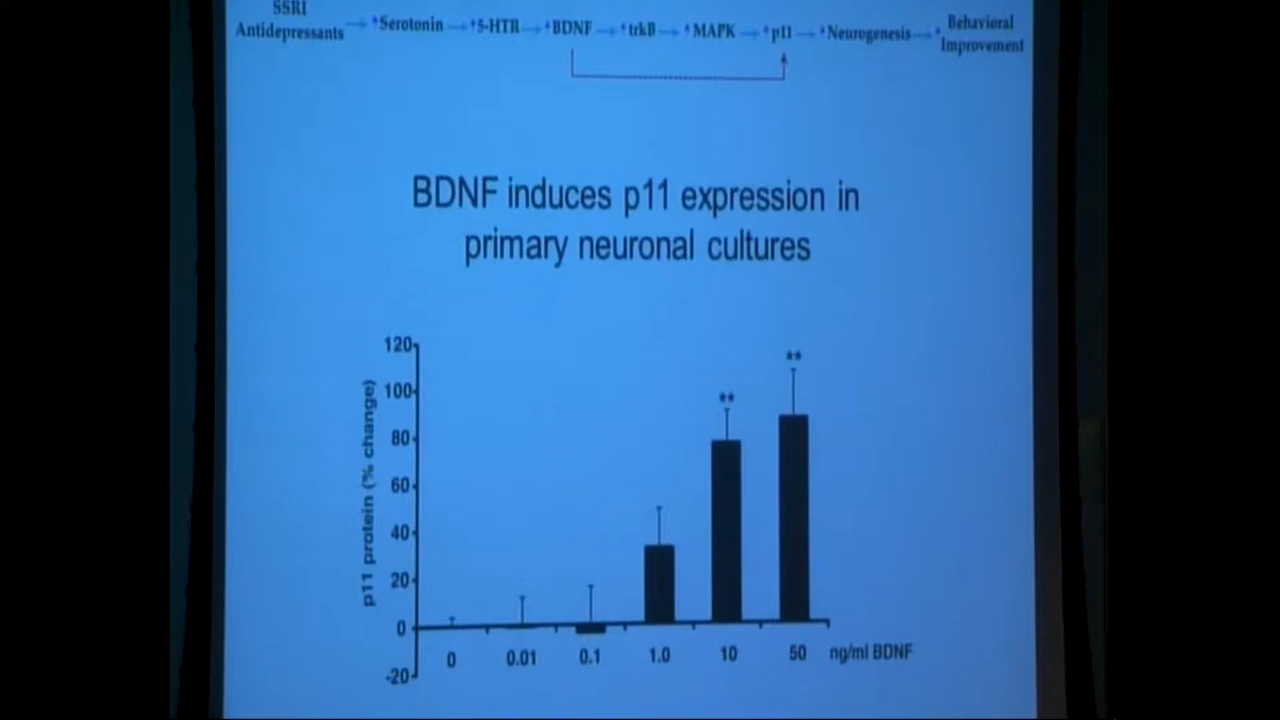 SSRI
Antidepressants
Serotonin
5-HTR
BDNF
trkB
MAPK
p11
Neurogenesis
Behavioral
Improvement
BDNF induces p11 expression in
primary neuronal cultures
p11 protein (% change)
120
100
80
60
40
20
0
-20
**
**
0 0.01 0.1 1.0 10 50 ng/ml BDNF